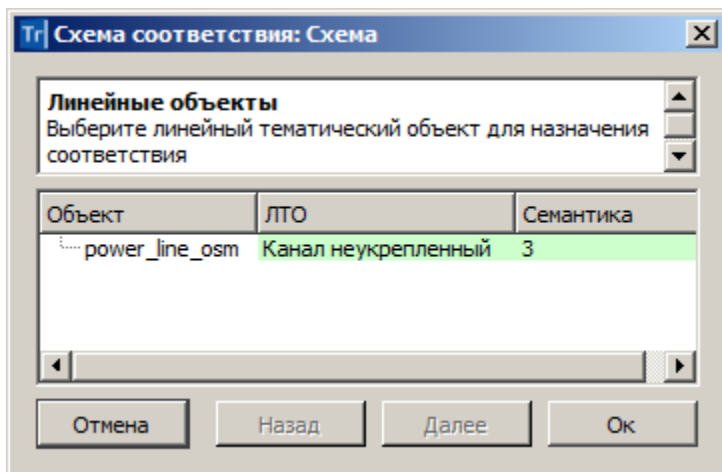 Tr Схема соответствия: Схема
Линейные объекты
Выберите линейный тематический объект для назначения
соответствия
Объект ЛТО Семантика
power_line_osm Канал неукрепленный 3
Отмена Назад Далее Ок